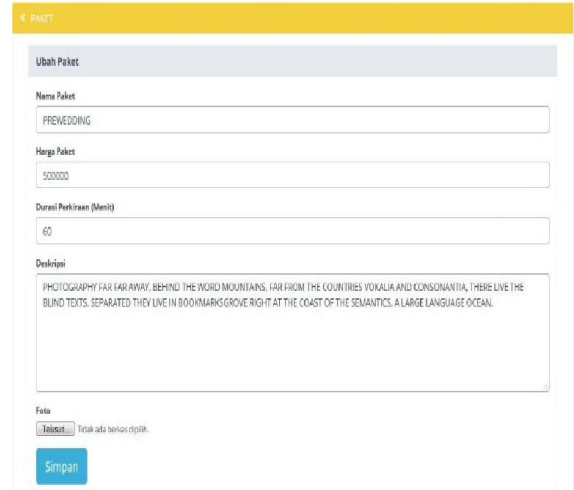 « PAKET
Ubah Paket
Nama Paket
PREWEDDING
Harga Paket
500000
Durasi Perkiraan (Menit)
60
Deskripsi
PHOTOGRAPHY FAR FAR AWAY, BEHIND THE WORD MOUNTAINS, FAR FROM THE COUNTRIES VOKALIA AND CONSONANTIA, THERE LIVE THE
BLIND TEXTS. SEPARATED THEY LIVE IN BOOKMARKSGROVE RIGHT AT THE COAST OF THE SEMANTICS, A LARGE LANGUAGE OCEAN.
Foto
Telusuri... Tidak ada berkas dipilih.
Simpan